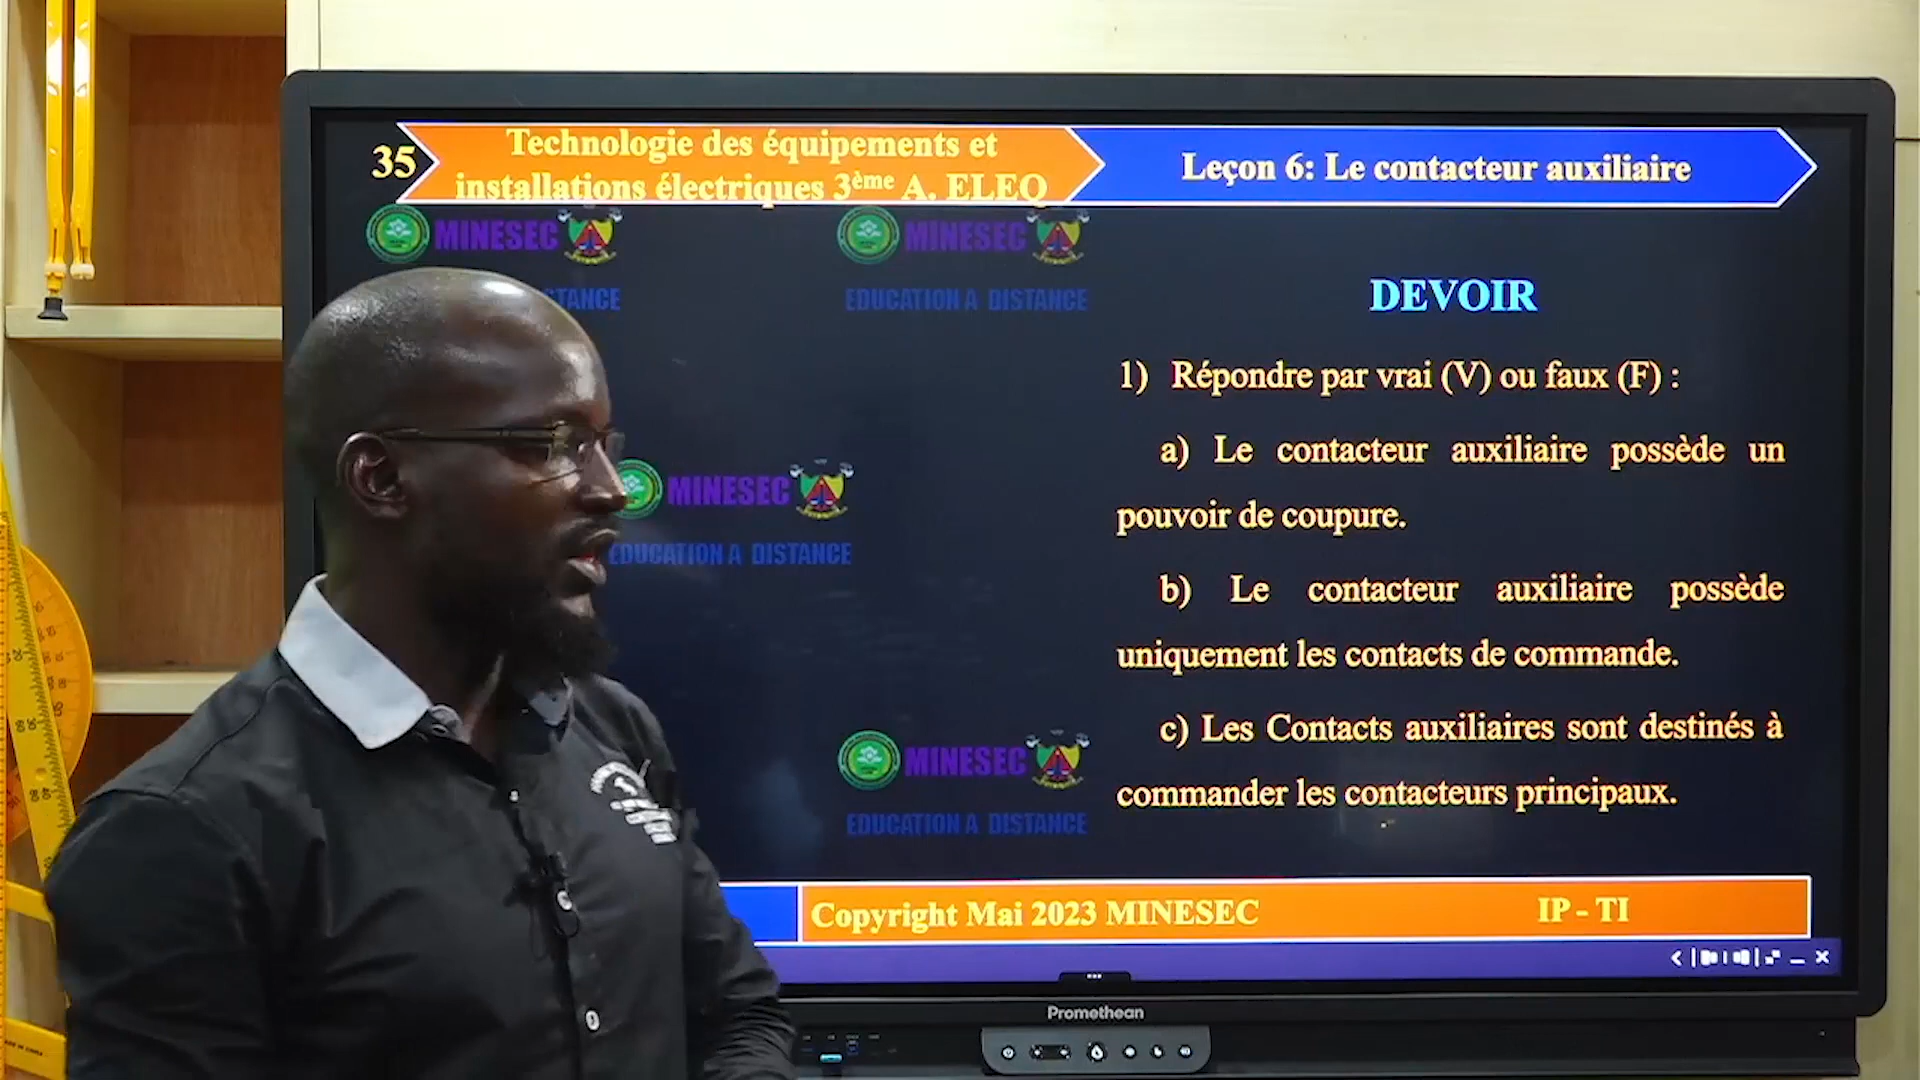 35
Technologie des équipements et
installations électriques 3ème A. ELEQ
Leçon 6: Le contacteur auxiliaire
MINESEC
MINESEC
TANCE
EDUCATION A DISTANCE
DEVOIR
1) Répondre par vrai (V) ou faux (F) :
a) Le contacteur auxiliaire possède un
pouvoir de coupure.
MINESEC
EDUCATION A DISTANCE
b) Le contacteur auxiliaire possède
uniquement les contacts de commande.
c) Les Contacts auxiliaires sont destinés à
commander les contacteurs principaux.
MINESEC
EDUCATION A DISTANCE
Copyright Mai 2023 MINESEC
IP - TI
Promethean